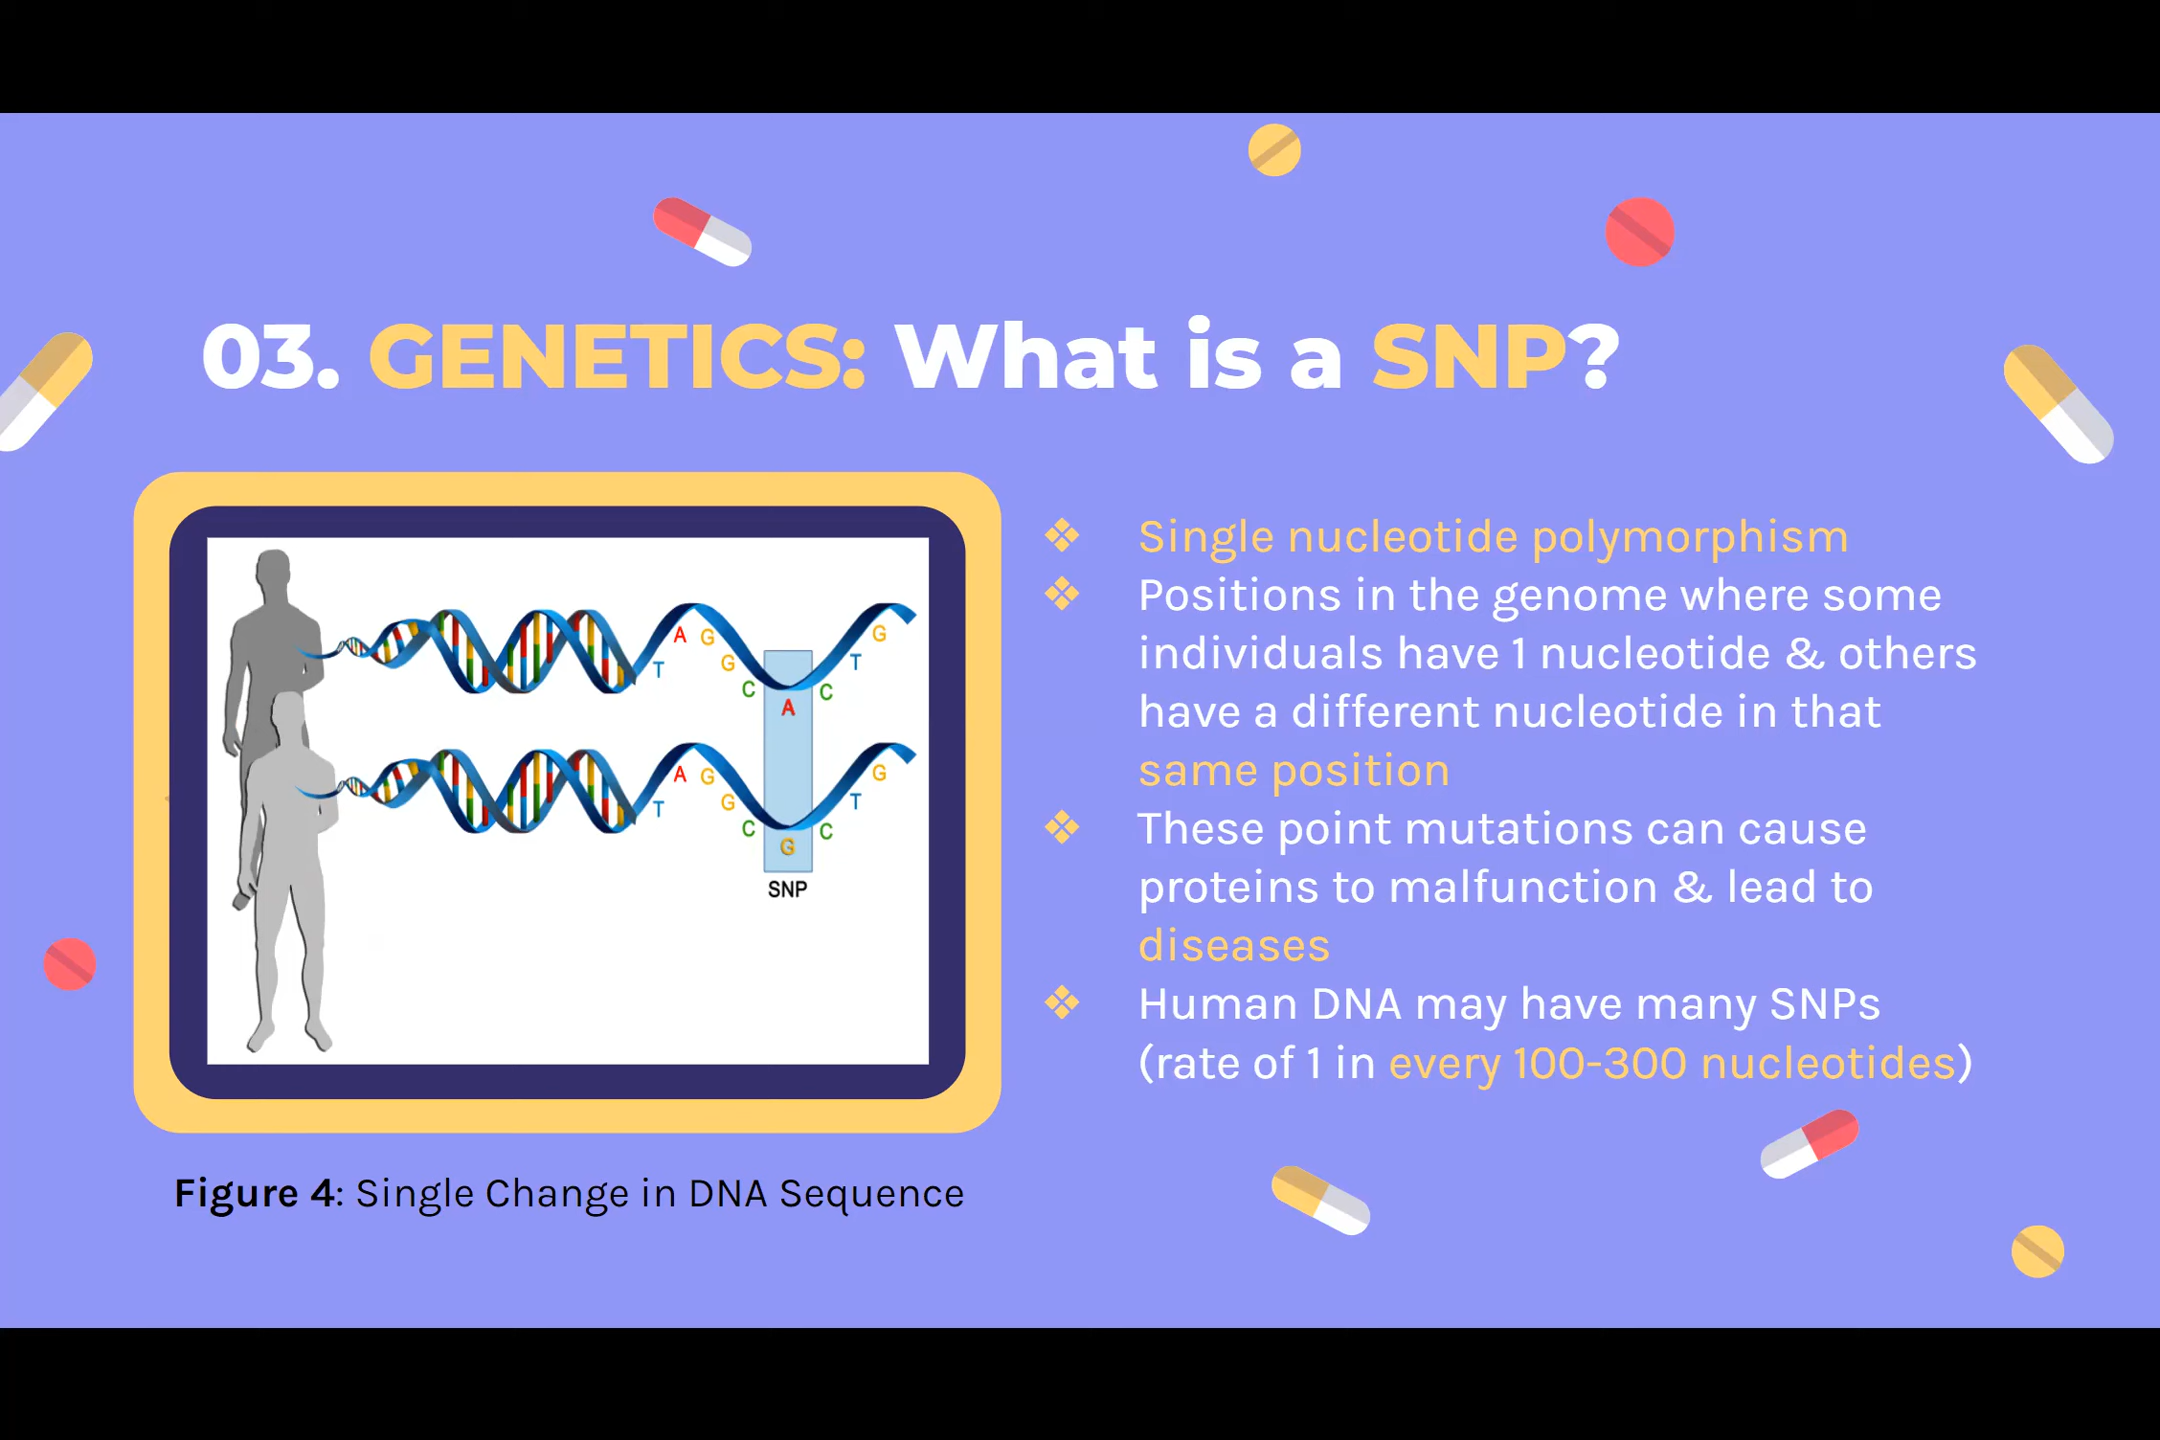 03. GENETICS: What is a SNP?
T A G G C A C T G
T A G G C G C T G
SNP
Figure 4: Single Change in DNA Sequence
❖ Single nucleotide polymorphism
❖ Positions in the genome where some
individuals have 1 nucleotide & others
have a different nucleotide in that
same position
❖ These point mutations can cause
proteins to malfunction & lead to
diseases
❖ Human DNA may have many SNPs
(rate of 1 in every 100-300 nucleotides)